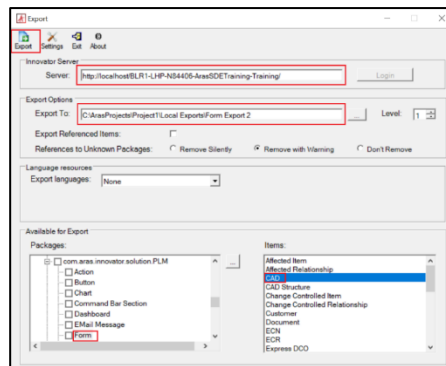 Export
Export Settings Exit About
Innovator Server
Server: http://localhost/BLR1-LHP-NS4406-ArasSDETraining-Training/ Login
Export Options
Export To: C:\ArasProjects\Project1\Local Exports\Form Export 2 ... Level: 1
Export Referenced Items:
References to Unknown Packages: Remove Silently Remove with Warning Don't Remove
Language resources
Export languages: None
Available for Export
Packages: Items:
com.aras.innovator.solution.PLM ... Affected Item
Action Affected Relationship
Button CAD
Chart CAD Structure
Command Bar Section Change Controlled Item
Dashboard Change Controlled Relationship
EMail Message Customer
Form Document
ECN
ECR
Express DCO